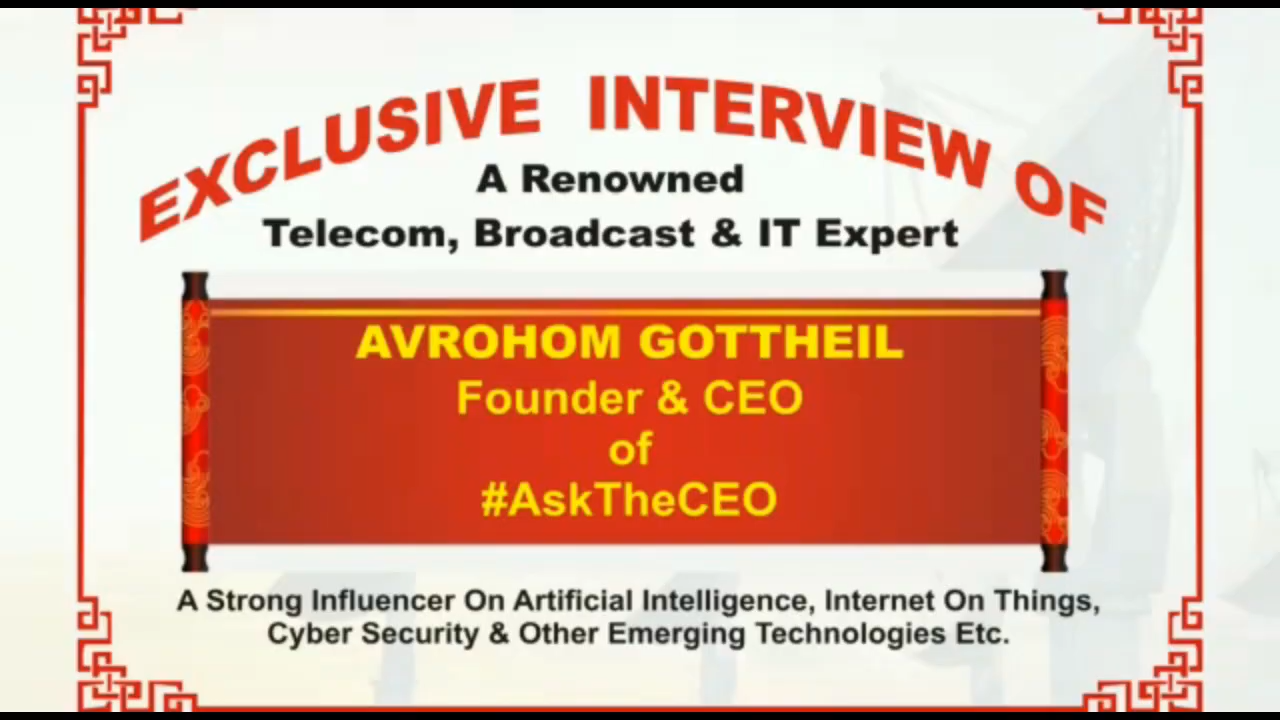 EXCLUSIVE INTERVIEW OF
A Renowned
Telecom, Broadcast & IT Expert
AVROHOM GOTTHEIL
Founder & CEO
of
#AskTheCEO
A Strong Influencer On Artificial Intelligence, Internet On Things,
Cyber Security & Other Emerging Technologies Etc.